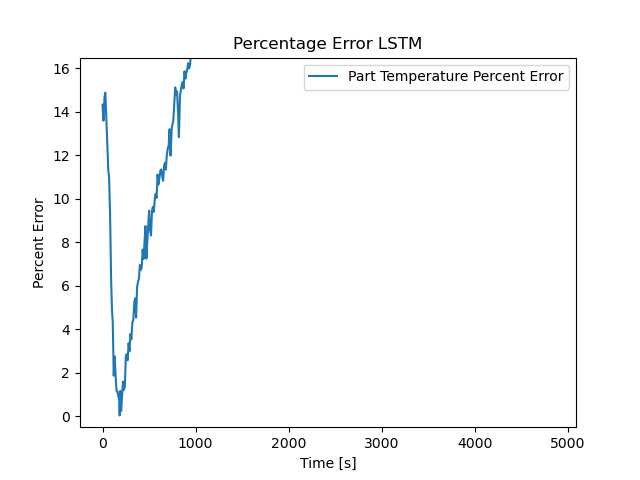 Percentage Error LSTM
Part Temperature Percent Error
Percent Error
16
14
12
10
8
6
4
2
0
0 1000 2000 3000 4000 5000
Time [s]